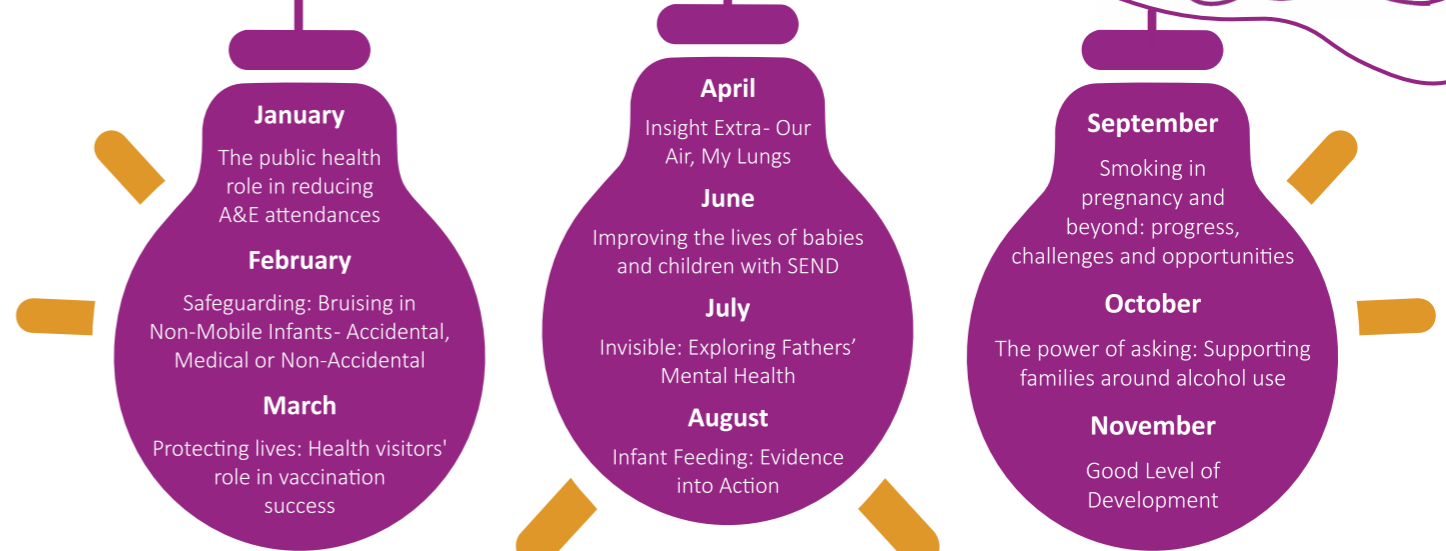 January
The public health
role in reducing
A&E attendances
February
Safeguarding: Bruising in
Non-Mobile Infants- Accidental,
Medical or Non-Accidental
March
Protecting lives: Health visitors'
role in vaccination
success
April
Insight Extra- Our
Air, My Lungs
June
Improving the lives of babies
and children with SEND
July
Invisible: Exploring Fathers’
Mental Health
August
Infant Feeding: Evidence
into Action
September
Smoking in
pregnancy and
beyond: progress,
challenges and opportunities
October
The power of asking: Supporting
families around alcohol use
November
Good Level of
Development